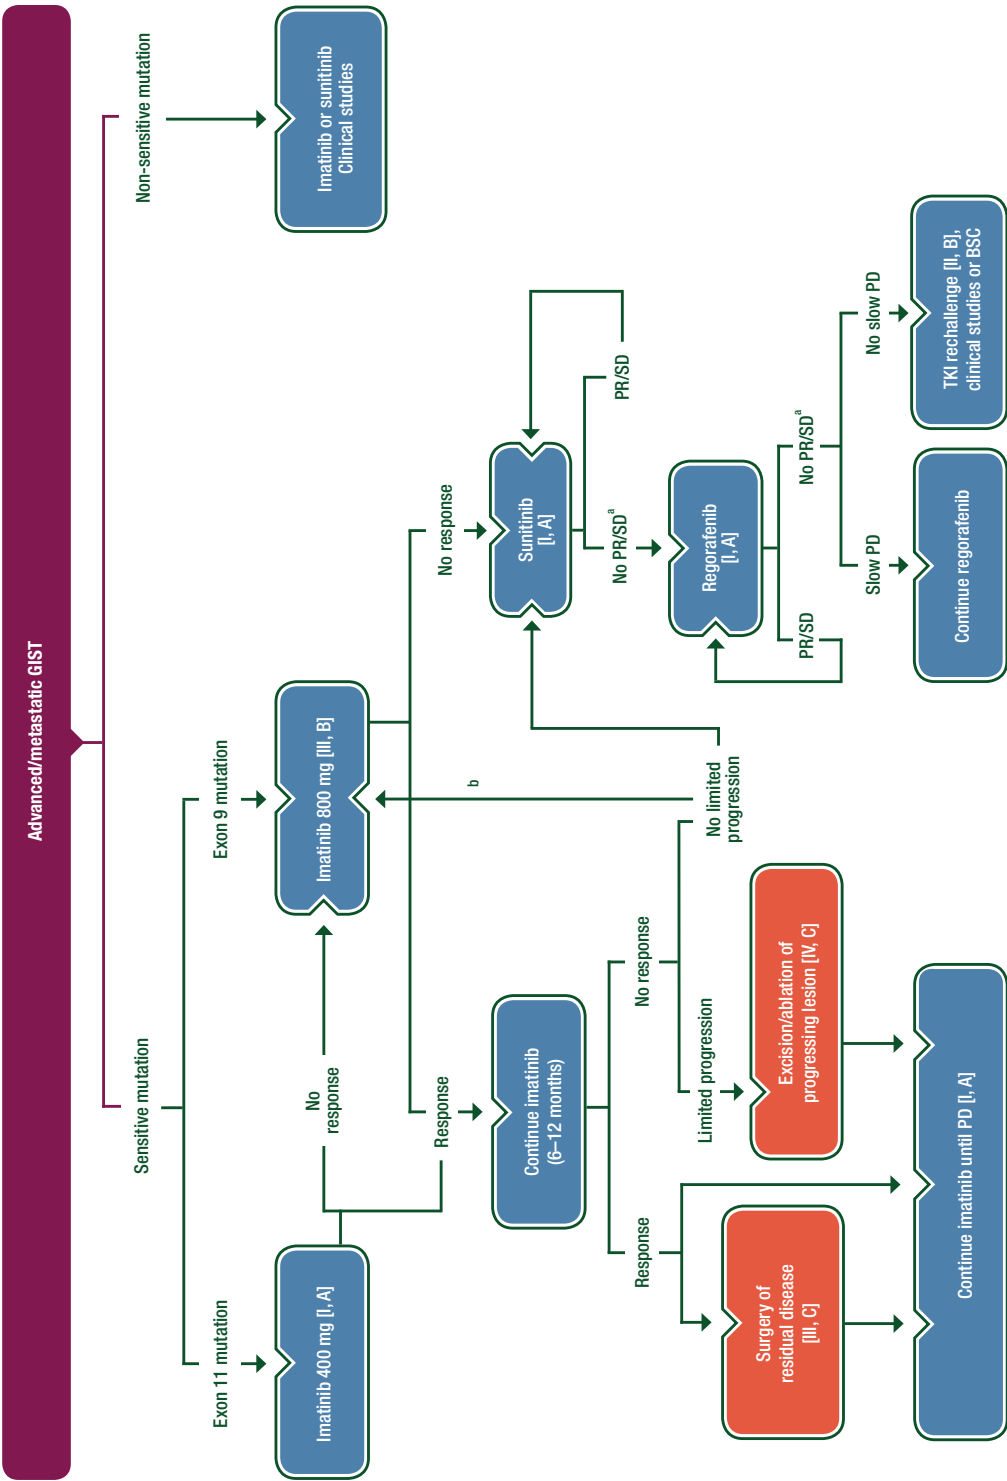 Advanced/metastatic GIST
Sensitive mutation
Non-sensitive mutation
Exon 11 mutation
Exon 9 mutation
Imatinib 400 mg [I, A]
Imatinib 800 mg [III, B]
Imatinib or sunitinib
Clinical studies
No
response
Response
No response
Continue imatinib
(6–12 months)
Sunitinib
[I, A]
b
Response
No response
No PR/SDa
PR/SD
Limited progression
No limited
progression
Regorafenib
[I, A]
Surgery of
residual disease
[III, C]
Excision/ablation of
progressing lesion [IV, C]
PR/SD
No PR/SDa
Slow PD
No slow PD
Continue imatinib until PD [I, A]
Continue regorafenib
TKI rechallenge [II, B],
clinical studies or BSC